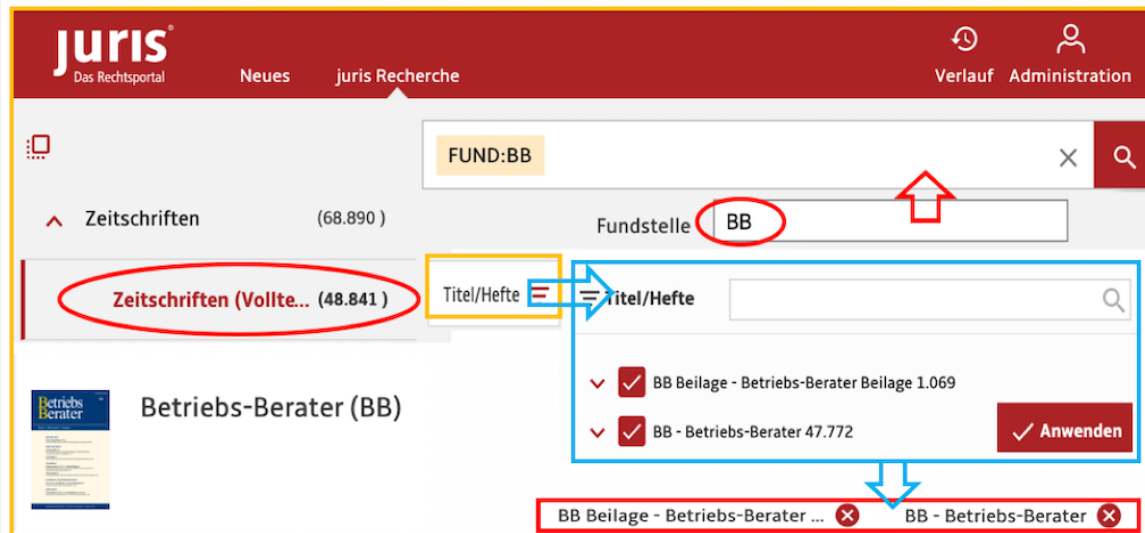 juris®
Das Rechtsportal
Neues
juris Recherche
Verlauf
Administration
FUND:BB
Zeitschriften (68.890 )
Fundstelle BB
Zeitschriften (Vollte... (48.841 )
Titel/Hefte
Titel/Hefte
BB Beilage - Betriebs-Berater Beilage 1.069
BB - Betriebs-Berater 47.772
Anwenden
Betriebs
Berater
Betriebs-Berater (BB)
BB Beilage - Betriebs-Berater ...
BB - Betriebs-Berater